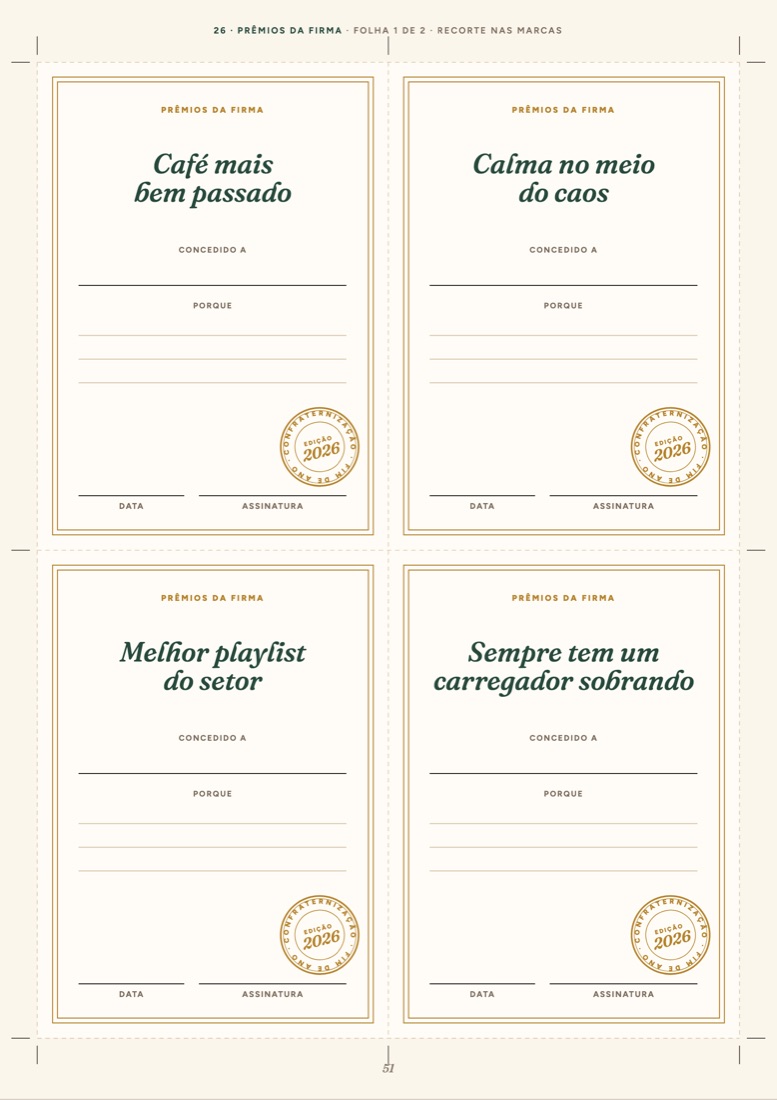 26 · PRÊMIOS DA FIRMA · FOLHA 1 DE 2 · RECORTE NAS MARCAS
PRÊMIOS DA FIRMA
Café mais
bem passado
CONCEDIDO A
PORQUE
CONFRATERNIZAÇÃO · FIM DE ANO ·
EDIÇÃO
2026
DATA
ASSINATURA
PRÊMIOS DA FIRMA
Calma no meio
do caos
CONCEDIDO A
PORQUE
CONFRATERNIZAÇÃO · FIM DE ANO ·
EDIÇÃO
2026
DATA
ASSINATURA
PRÊMIOS DA FIRMA
Melhor playlist
do setor
CONCEDIDO A
PORQUE
CONFRATERNIZAÇÃO · FIM DE ANO ·
EDIÇÃO
2026
DATA
ASSINATURA
PRÊMIOS DA FIRMA
Sempre tem um
carregador sobrando
CONCEDIDO A
PORQUE
CONFRATERNIZAÇÃO · FIM DE ANO ·
EDIÇÃO
2026
DATA
ASSINATURA
51